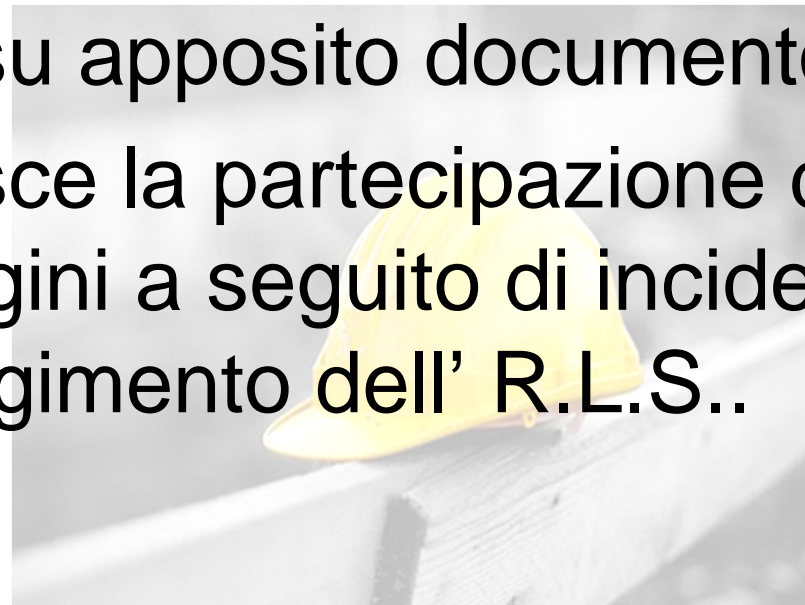 su apposito documento
sce la partecipazione
gini a seguito di incide
gimento dell’ R.L.S..